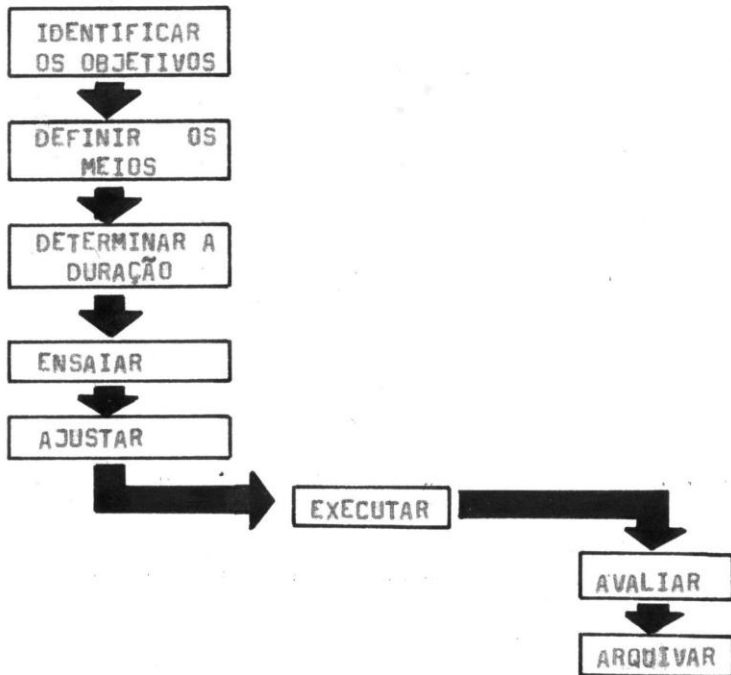 IDENTIFICAR
OS OBJETIVOS
DEFINIR OS
MEIOS
DETERMINAR A
DURAÇÃO
ENSAIAR
AJUSTAR
EXECUTAR
AVALIAR
ARQUIVAR